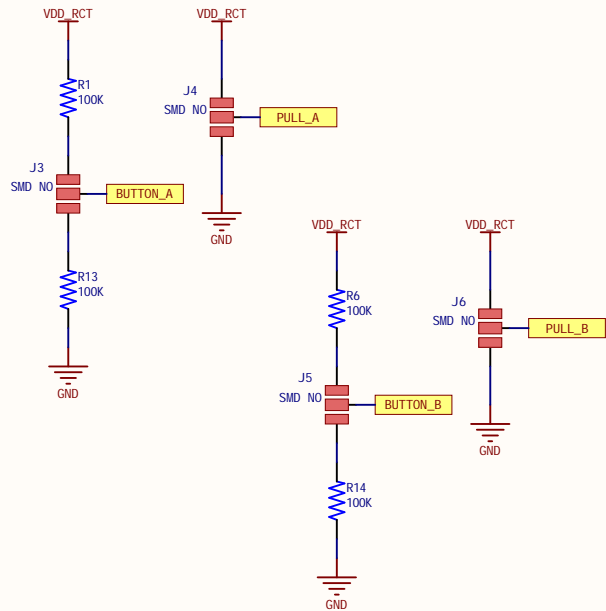 VDD_RCT
R1
100K
J3
SMD NO
BUTTON_A
R13
100K
GND
VDD_RCT
J4
SMD NO
PULL_A
GND
VDD_RCT
R6
100K
J5
SMD NO
BUTTON_B
R14
100K
GND
VDD_RCT
J6
SMD NO
PULL_B
GND